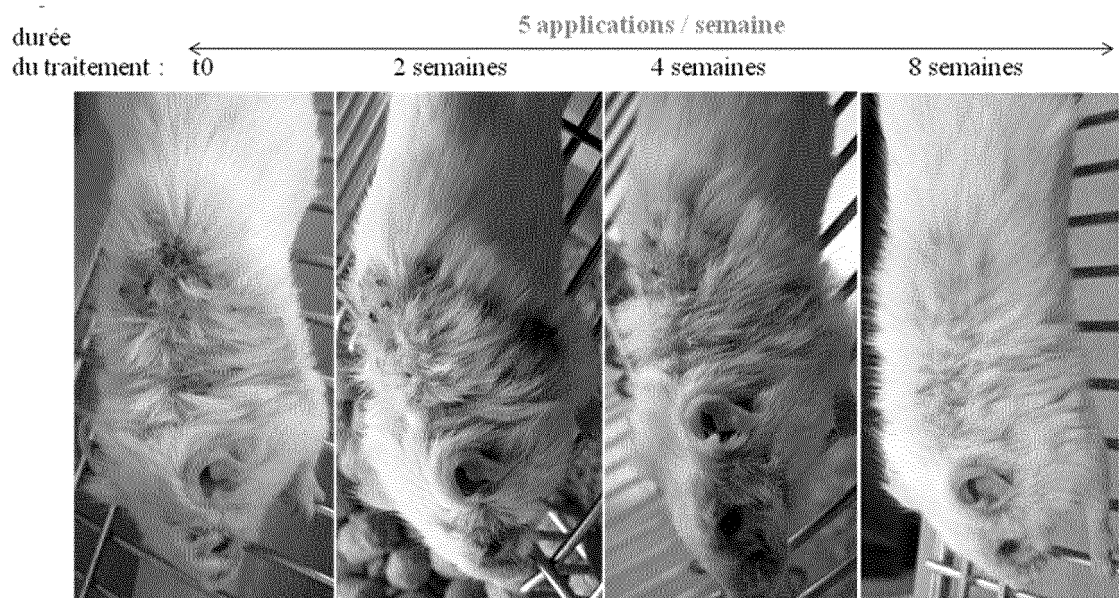 5 applications / semaine
durée
du traitement : t0 2 semaines 4 semaines 8 semaines